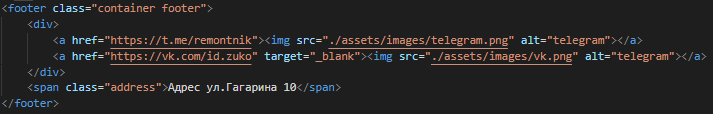 <footer class="container footer">
<div>
<a href="https://t.me/remontnik"><img src="./assets/images/telegram.png" alt="telegram"></a>
<a href="https://vk.com/id.zuko" target="_blank"><img src="./assets/images/vk.png" alt="telegram"></a>
</div>
<span class="address">Адрес ул.Гагарина 10</span>
</footer>